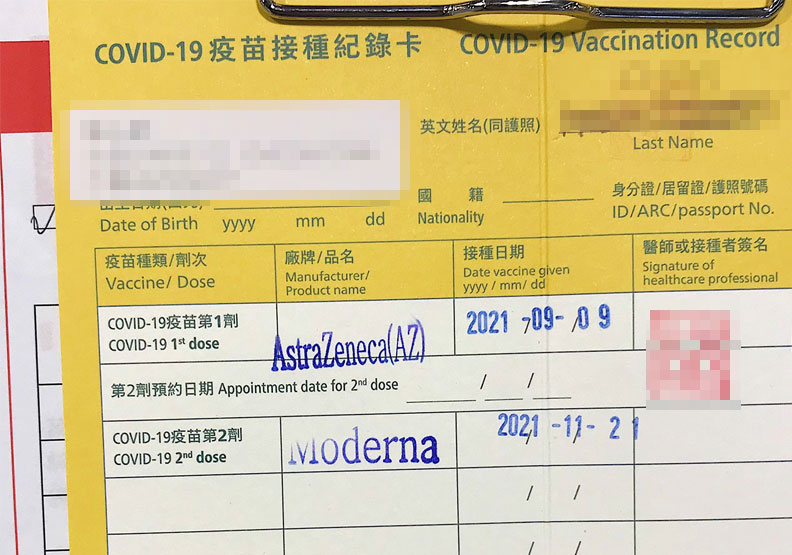 COVID-19 疫苗接種紀錄卡 COVID-19 Vaccination Record
英文姓名(同護照)
Last Name
國 籍 身分證/居留證/護照號碼
Date of Birth yyyy mm dd Nationality ID/ARC/passport No.
疫苗種類/劑次 廠牌/品名 接種日期 醫師或接種者簽名
Vaccine/ Dose Manufacturer/ Date vaccine given Signature of
Product name yyyy / mm/ dd healthcare professional
COVID-19疫苗第1劑 2021 -09- 09
COVID-19 1st dose AstraZeneca(AZ)
第2劑預約日期 Appointment date for 2nd dose / /
COVID-19疫苗第2劑 2021 -11- 21
COVID-19 2nd dose Moderna
/ /
/ /